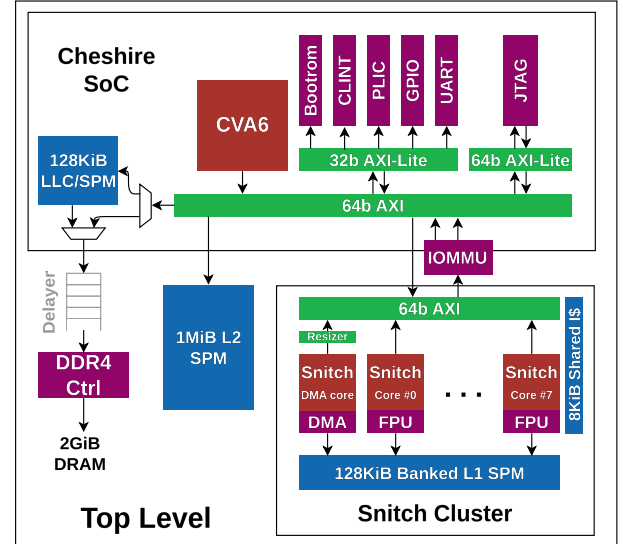 Cheshire
SoC
Bootrom
CLINT
PLIC
GPIO
UART
JTAG
CVA6
128KiB
LLC/SPM
32b AXI-Lite
64b AXI-Lite
64b AXI
IOMMU
Delayer
1MiB L2
SPM
DDR4
Ctrl
2GiB
DRAM
64b AXI
Resizer
Snitch
DMA core
DMA
Snitch
Core #0
FPU
. . .
Snitch
Core #7
FPU
8KiB Shared I$
128KiB Banked L1 SPM
Snitch Cluster
Top Level